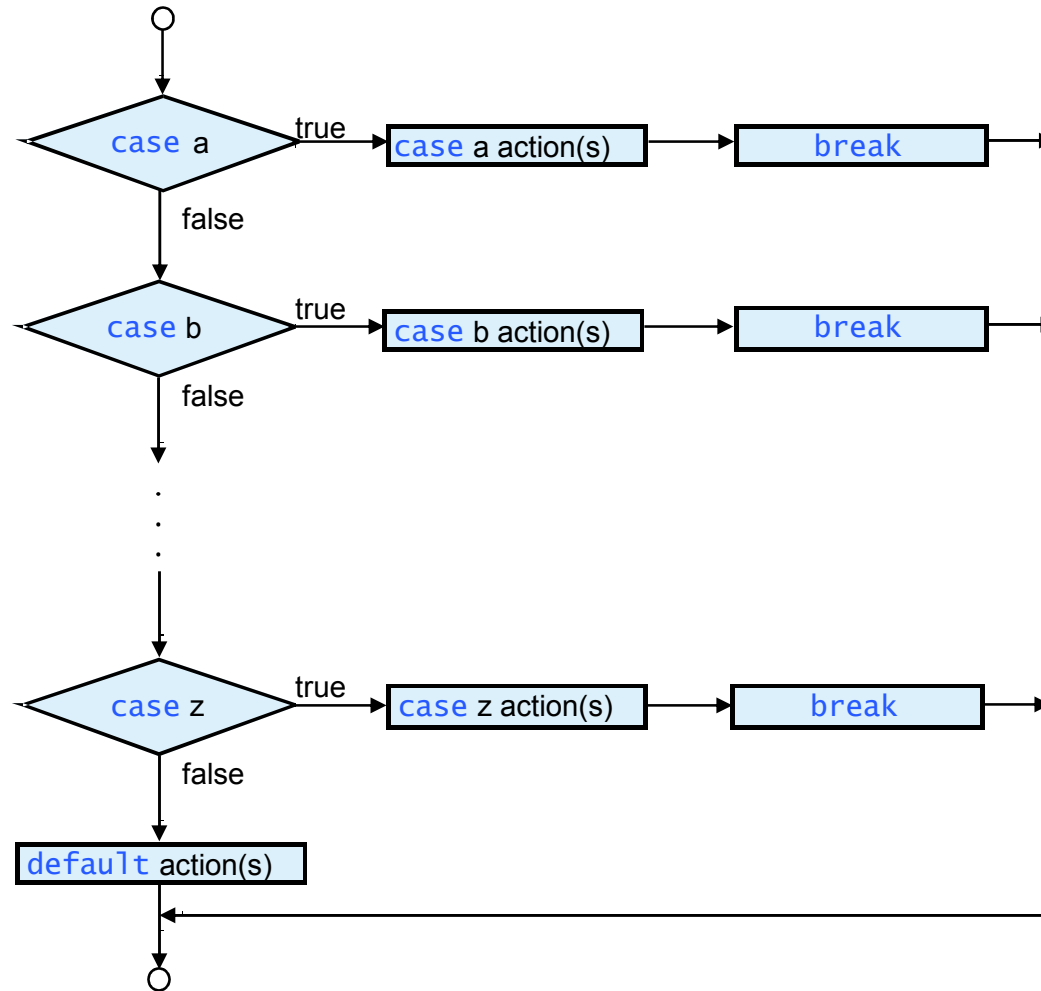 case a
true
case a action(s)
break
false
case b
true
case b action(s)
break
false
.
.
.
case z
true
case z action(s)
break
false
default action(s)